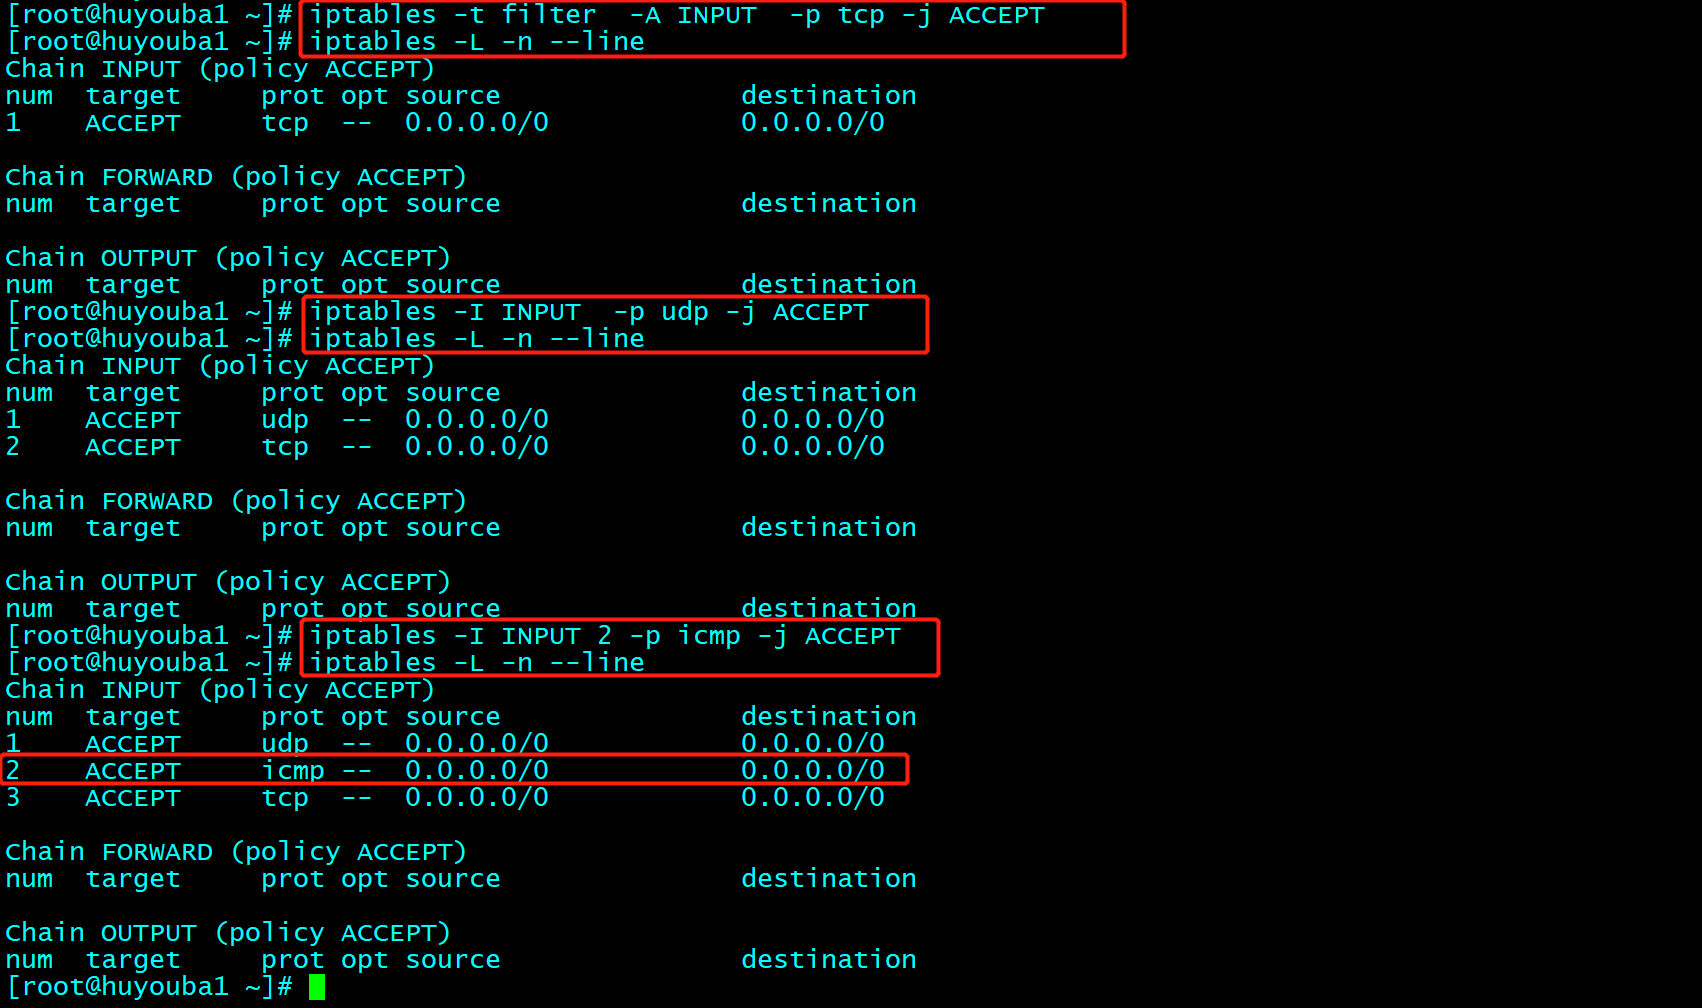 [root@huyouba1 ~]# iptables -t filter  -A INPUT  -p tcp -j ACCEPT
[root@huyouba1 ~]# iptables -L -n --line
Chain INPUT (policy ACCEPT)
num  target     prot opt source               destination
1    ACCEPT     tcp  --  0.0.0.0/0            0.0.0.0/0
Chain FORWARD (policy ACCEPT)
num  target     prot opt source               destination
Chain OUTPUT (policy ACCEPT)
num  target     prot opt source               destination
[root@huyouba1 ~]# iptables -I INPUT  -p udp -j ACCEPT
[root@huyouba1 ~]# iptables -L -n --line
Chain INPUT (policy ACCEPT)
num  target     prot opt source               destination
1    ACCEPT     udp  --  0.0.0.0/0            0.0.0.0/0
2    ACCEPT     tcp  --  0.0.0.0/0            0.0.0.0/0
Chain FORWARD (policy ACCEPT)
num  target     prot opt source               destination
Chain OUTPUT (policy ACCEPT)
num  target     prot opt source               destination
[root@huyouba1 ~]# iptables -I INPUT 2 -p icmp -j ACCEPT
[root@huyouba1 ~]# iptables -L -n --line
Chain INPUT (policy ACCEPT)
num  target     prot opt source               destination
1    ACCEPT     udp  --  0.0.0.0/0            0.0.0.0/0
2    ACCEPT     icmp --  0.0.0.0/0            0.0.0.0/0
3    ACCEPT     tcp  --  0.0.0.0/0            0.0.0.0/0
Chain FORWARD (policy ACCEPT)
num  target     prot opt source               destination
Chain OUTPUT (policy ACCEPT)
num  target     prot opt source               destination
[root@huyouba1 ~]#